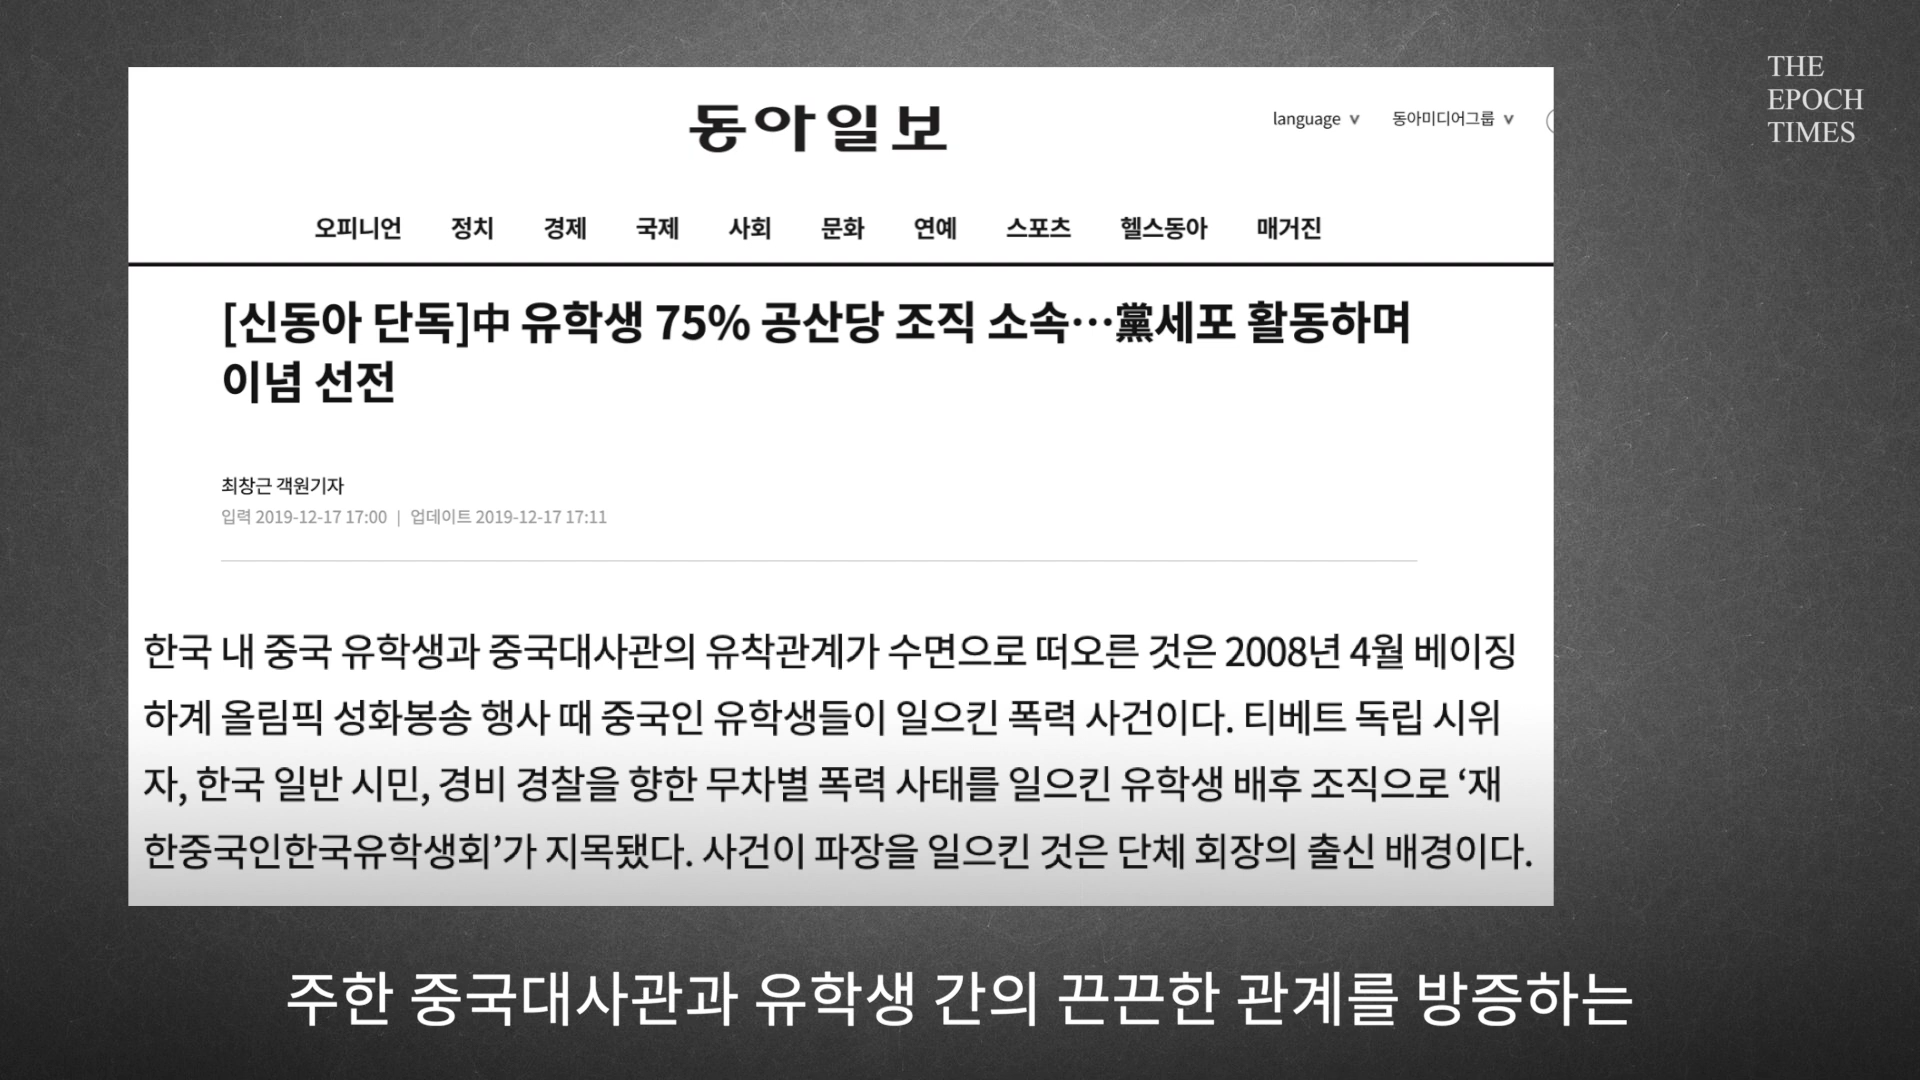 THE
EPOCH
TIMES
동아일보
language ∨ 동아미디어그룹 ∨
오피니언 정치 경제 국제 사회 문화 연예 스포츠 헬스동아 매거진
[신동아 단독]中 유학생 75% 공산당 조직 소속…黨세포 활동하며
이념 선전
최창근 객원기자
입력 2019-12-17 17:00 | 업데이트 2019-12-17 17:11
한국 내 중국 유학생과 중국대사관의 유착관계가 수면으로 떠오른 것은 2008년 4월 베이징
하계 올림픽 성화봉송 행사 때 중국인 유학생들이 일으킨 폭력 사건이다. 티베트 독립 시위
자, 한국 일반 시민, 경비 경찰을 향한 무차별 폭력 사태를 일으킨 유학생 배후 조직으로 ‘재
한중국인한국유학생회’가 지목됐다. 사건이 파장을 일으킨 것은 단체 회장의 출신 배경이다.
주한 중국대사관과 유학생 간의 끈끈한 관계를 방증하는